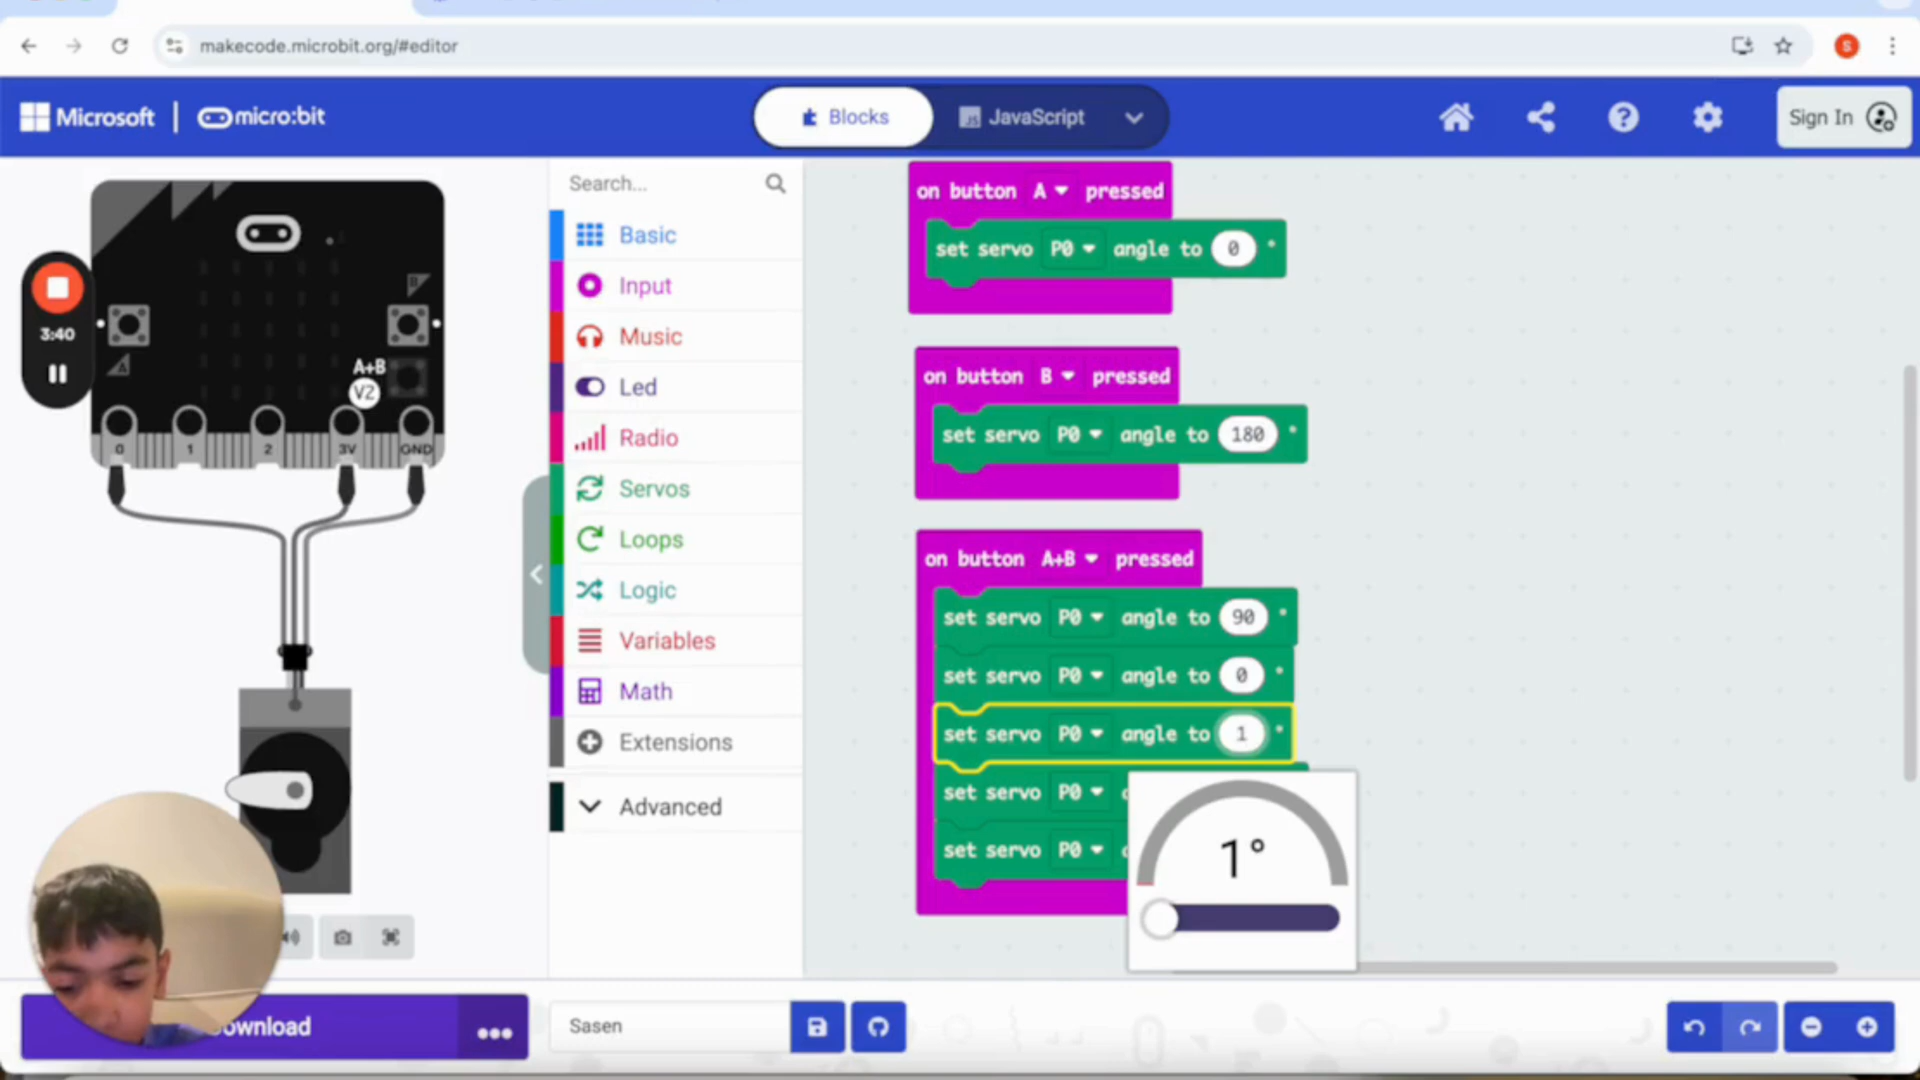 makecode.microbit.org/#editor
S
Microsoft
micro:bit
Blocks
JS
JavaScript
Sign In
3:40
A
B
A+B
V2
0
1
2
3V
GND
Search...
Basic
Input
Music
Led
Radio
Servos
Loops
Logic
Variables
Math
Extensions
Advanced
on button A pressed
set servo P0 angle to 0 °
on button B pressed
set servo P0 angle to 180 °
on button A+B pressed
set servo P0 angle to 90 °
set servo P0 angle to 0 °
set servo P0 angle to 1 °
set servo P0
set servo P0
1°
ownload
Sasen